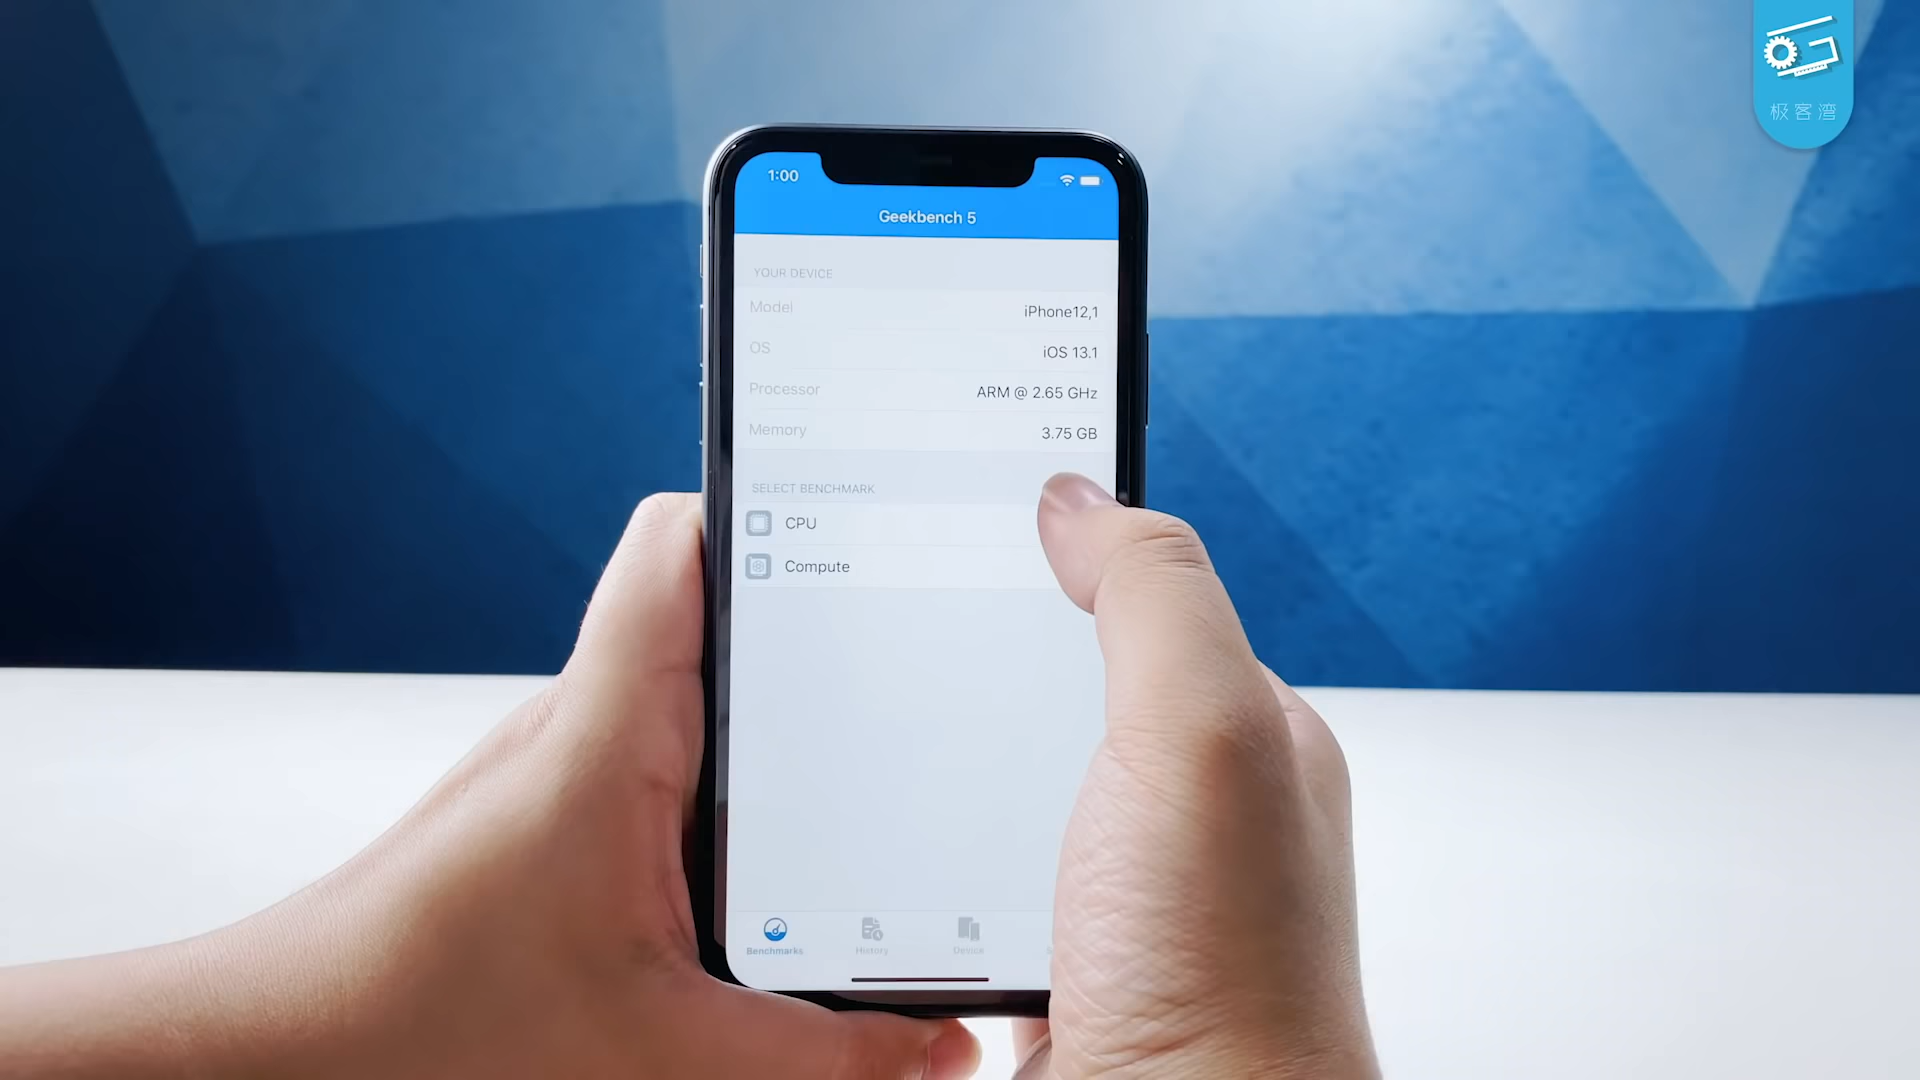 极客湾
1:00
Geekbench 5
YOUR DEVICE
Model iPhone12,1
OS iOS 13.1
Processor ARM @ 2.65 GHz
Memory 3.75 GB
SELECT BENCHMARK
CPU
Compute
Benchmarks History Device